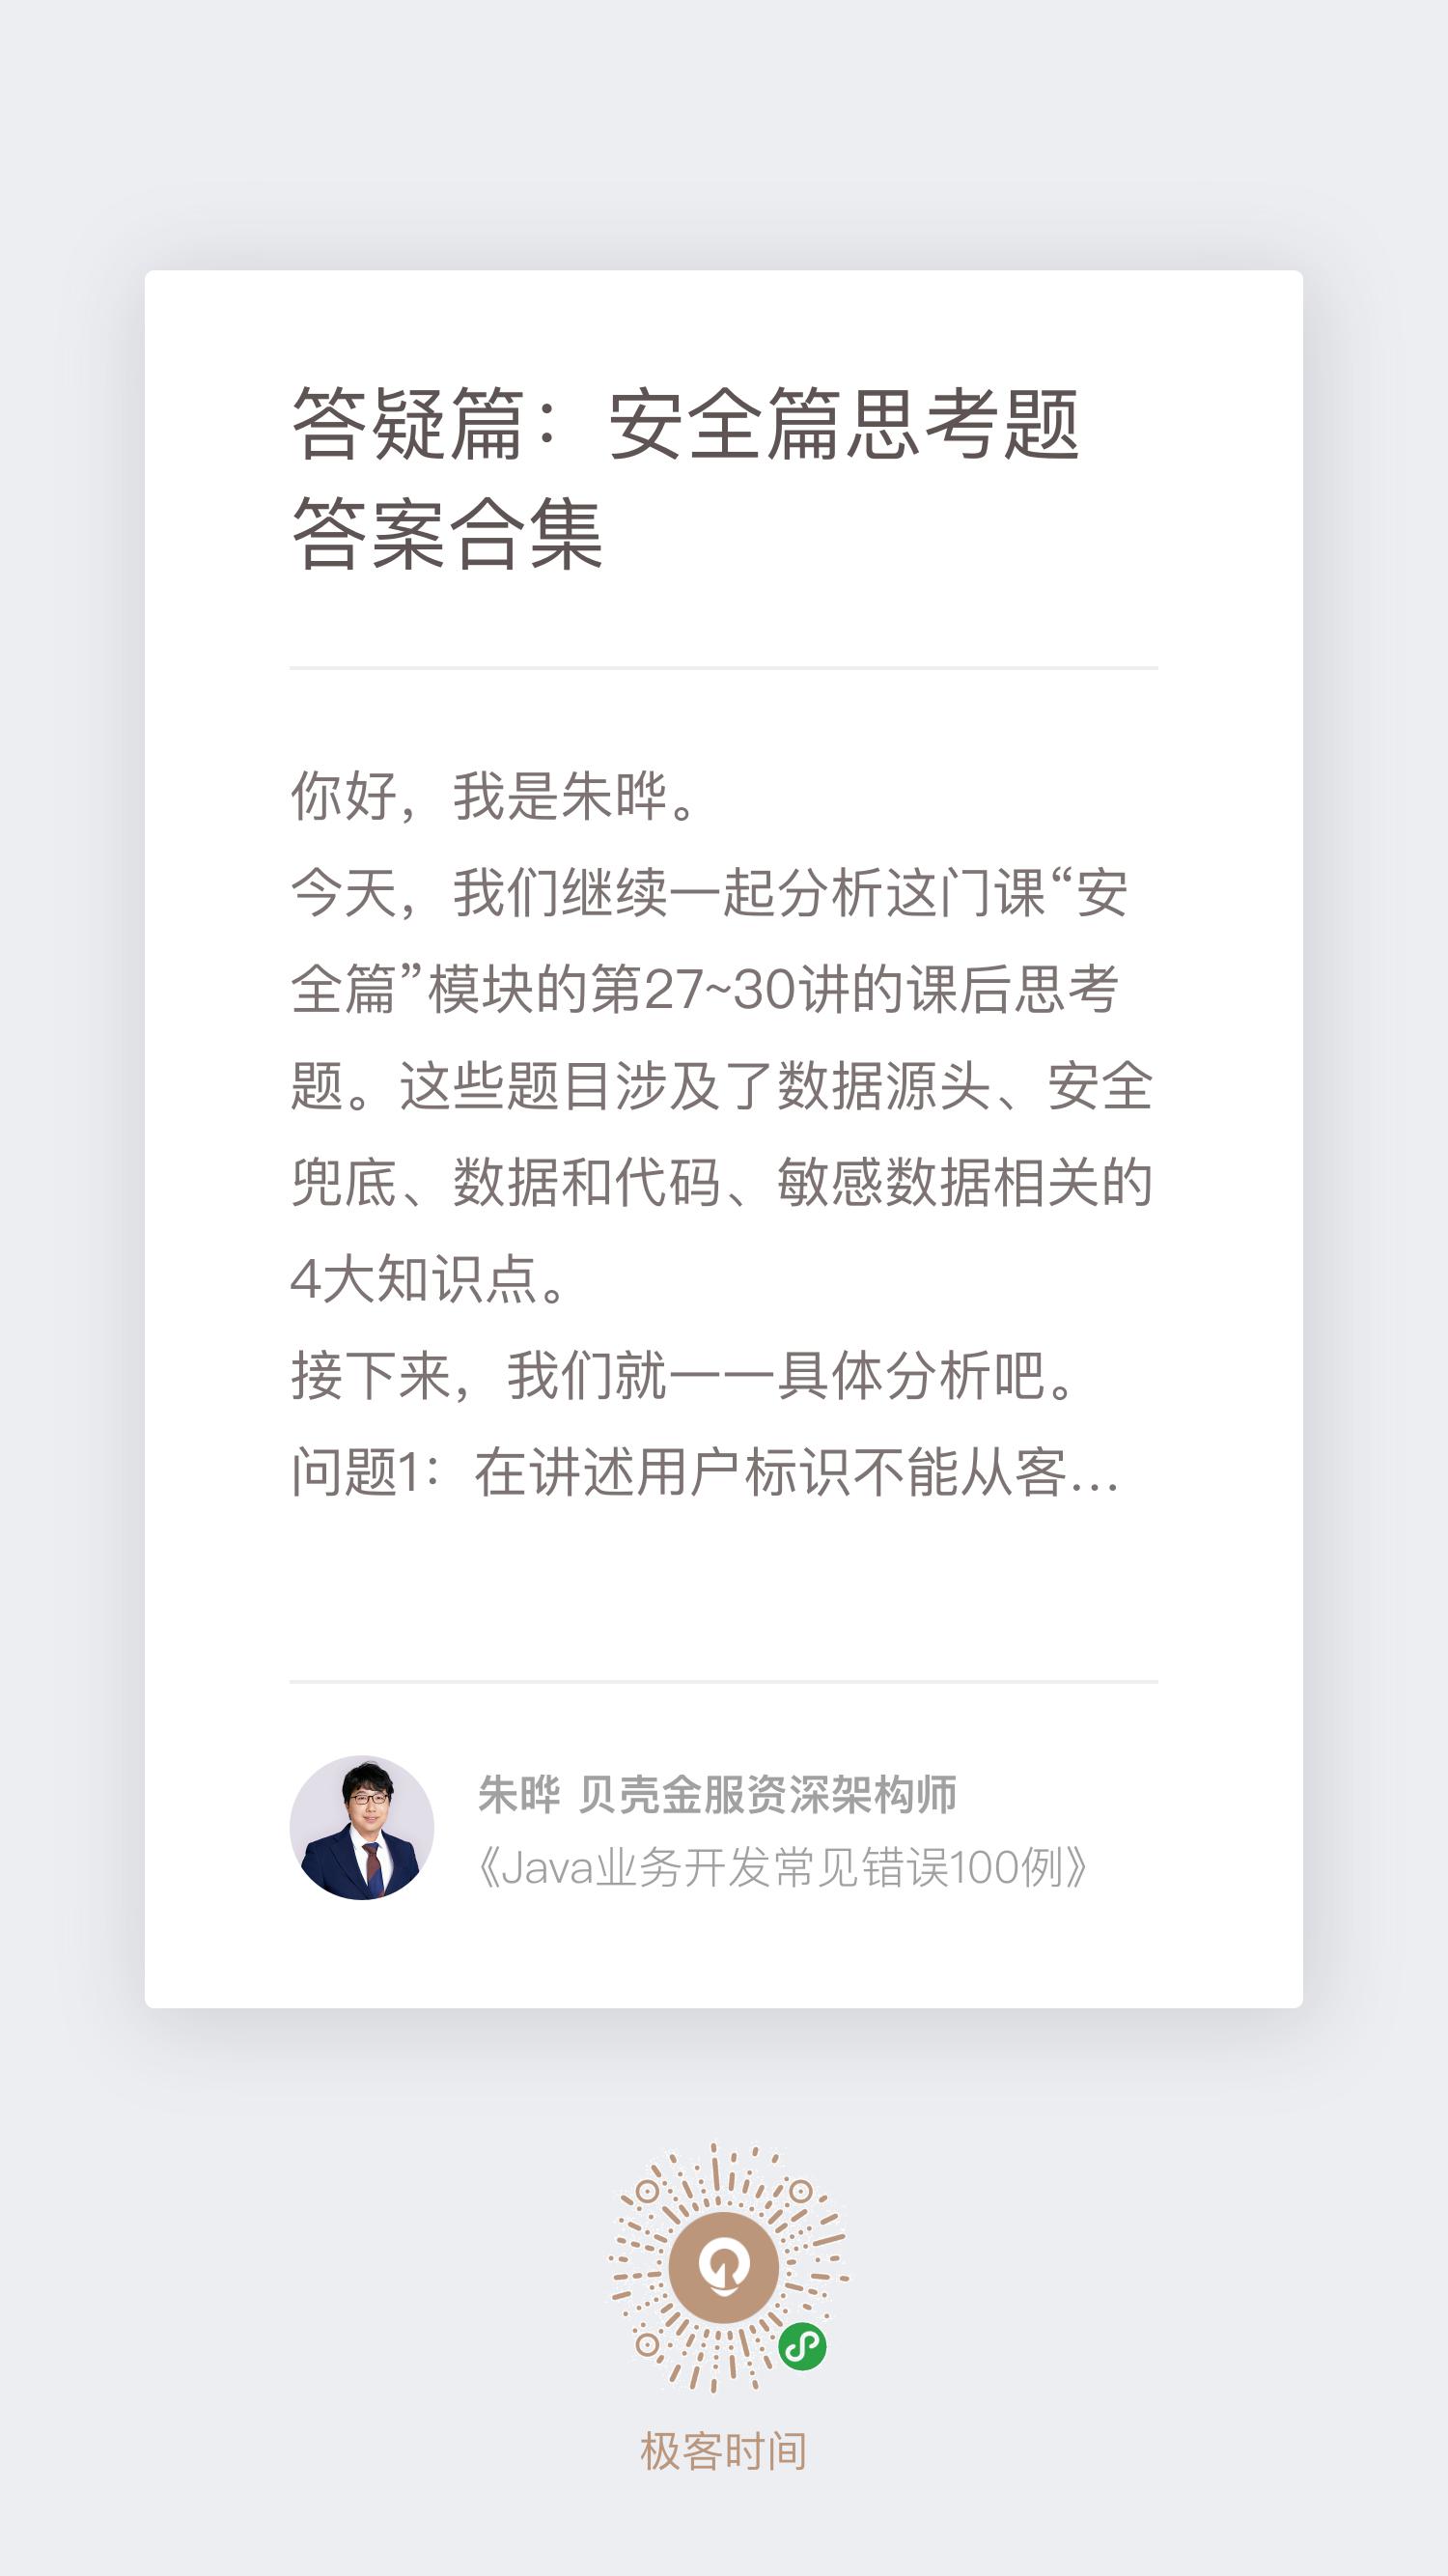 答疑篇：安全篇思考题
答案合集
你好，我是朱晔。
今天，我们继续一起分析这门课“安
全篇”模块的第27~30讲的课后思考
题。这些题目涉及了数据源头、安全
兜底、数据和代码、敏感数据相关的
4大知识点。
接下来，我们就一一具体分析吧。
问题1：在讲述用户标识不能从客...
朱晔 贝壳金服资深架构师
《Java业务开发常见错误100例》
极客时间